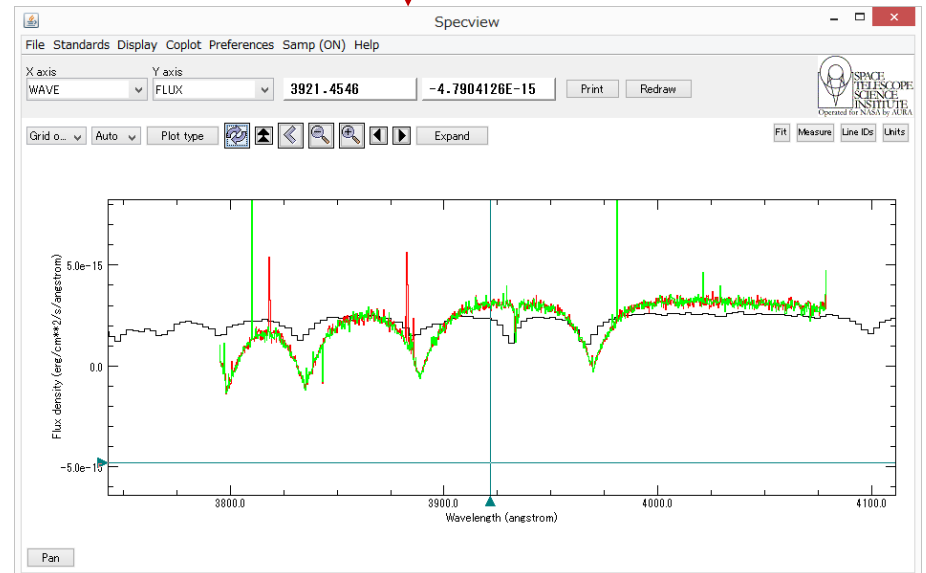 Specview
File Standards Display Coplot Preferences Samp (ON) Help
X axis
Y axis
WAVE
FLUX
3921.4546
-4.7904126E-15
Print
Redraw
SPACE
TELESCOPE
SCIENCE
INSTITUTE
Operated for NASA by AURA
Grid o...
Auto
Plot type
Expand
Fit
Measure
Line IDs
Units
5.0e-15
0.0
-5.0e-15
Flux density (erg/cm**2/s/angstrom)
3800.0
3900.0
4000.0
4100.0
Wavelength (angstrom)
Pan